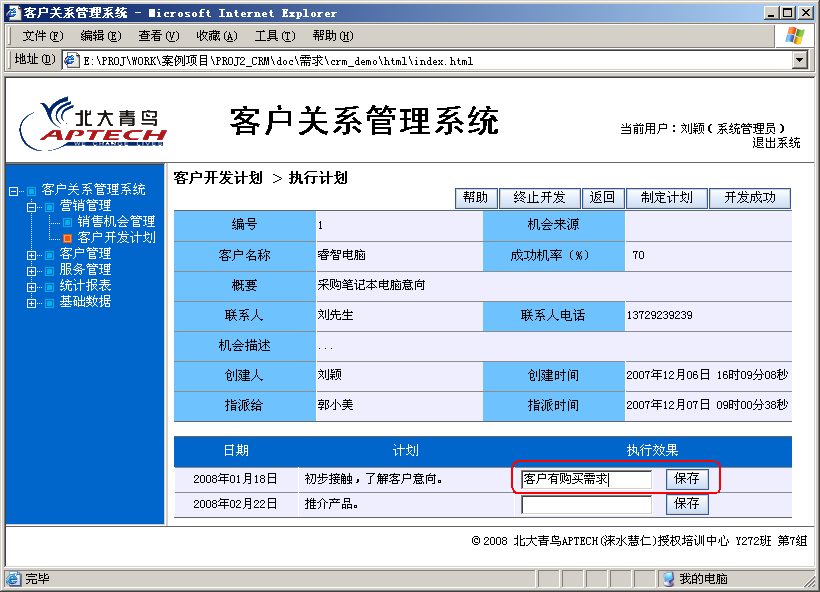 客户关系管理系统 - Microsoft Internet Explorer
文件(F) 编辑(E) 查看(V) 收藏(A) 工具(T) 帮助(H)
地址(D) E:\PROJ\WORK\案例项目\PROJ2_CRM\doc\需求\crm_demo\html\index.html
北大青鸟
APTECH
WE CHANGE LIVES
客户关系管理系统
当前用户：刘颖(系统管理员)
退出系统
客户关系管理系统
营销管理
销售机会管理
客户开发计划
客户管理
服务管理
统计报表
基础数据
客户开发计划 > 执行计划
帮助 终止开发 返回 制定计划 开发成功
编号 1 机会来源
客户名称 睿智电脑 成功机率(%) 70
概要 采购笔记本电脑意向
联系人 刘先生 联系人电话 13729239239
机会描述 ...
创建人 刘颖 创建时间 2007年12月06日 16时09分08秒
指派给 郭小美 指派时间 2007年12月07日 09时00分38秒
日期 计划 执行效果
2008年01月18日 初步接触，了解客户意向。 客户有购买需求 保存
2008年02月22日 推介产品。 保存
©2008 北大青鸟APTECH(涞水慧仁)授权培训中心 Y272班 第7组
完毕 我的电脑